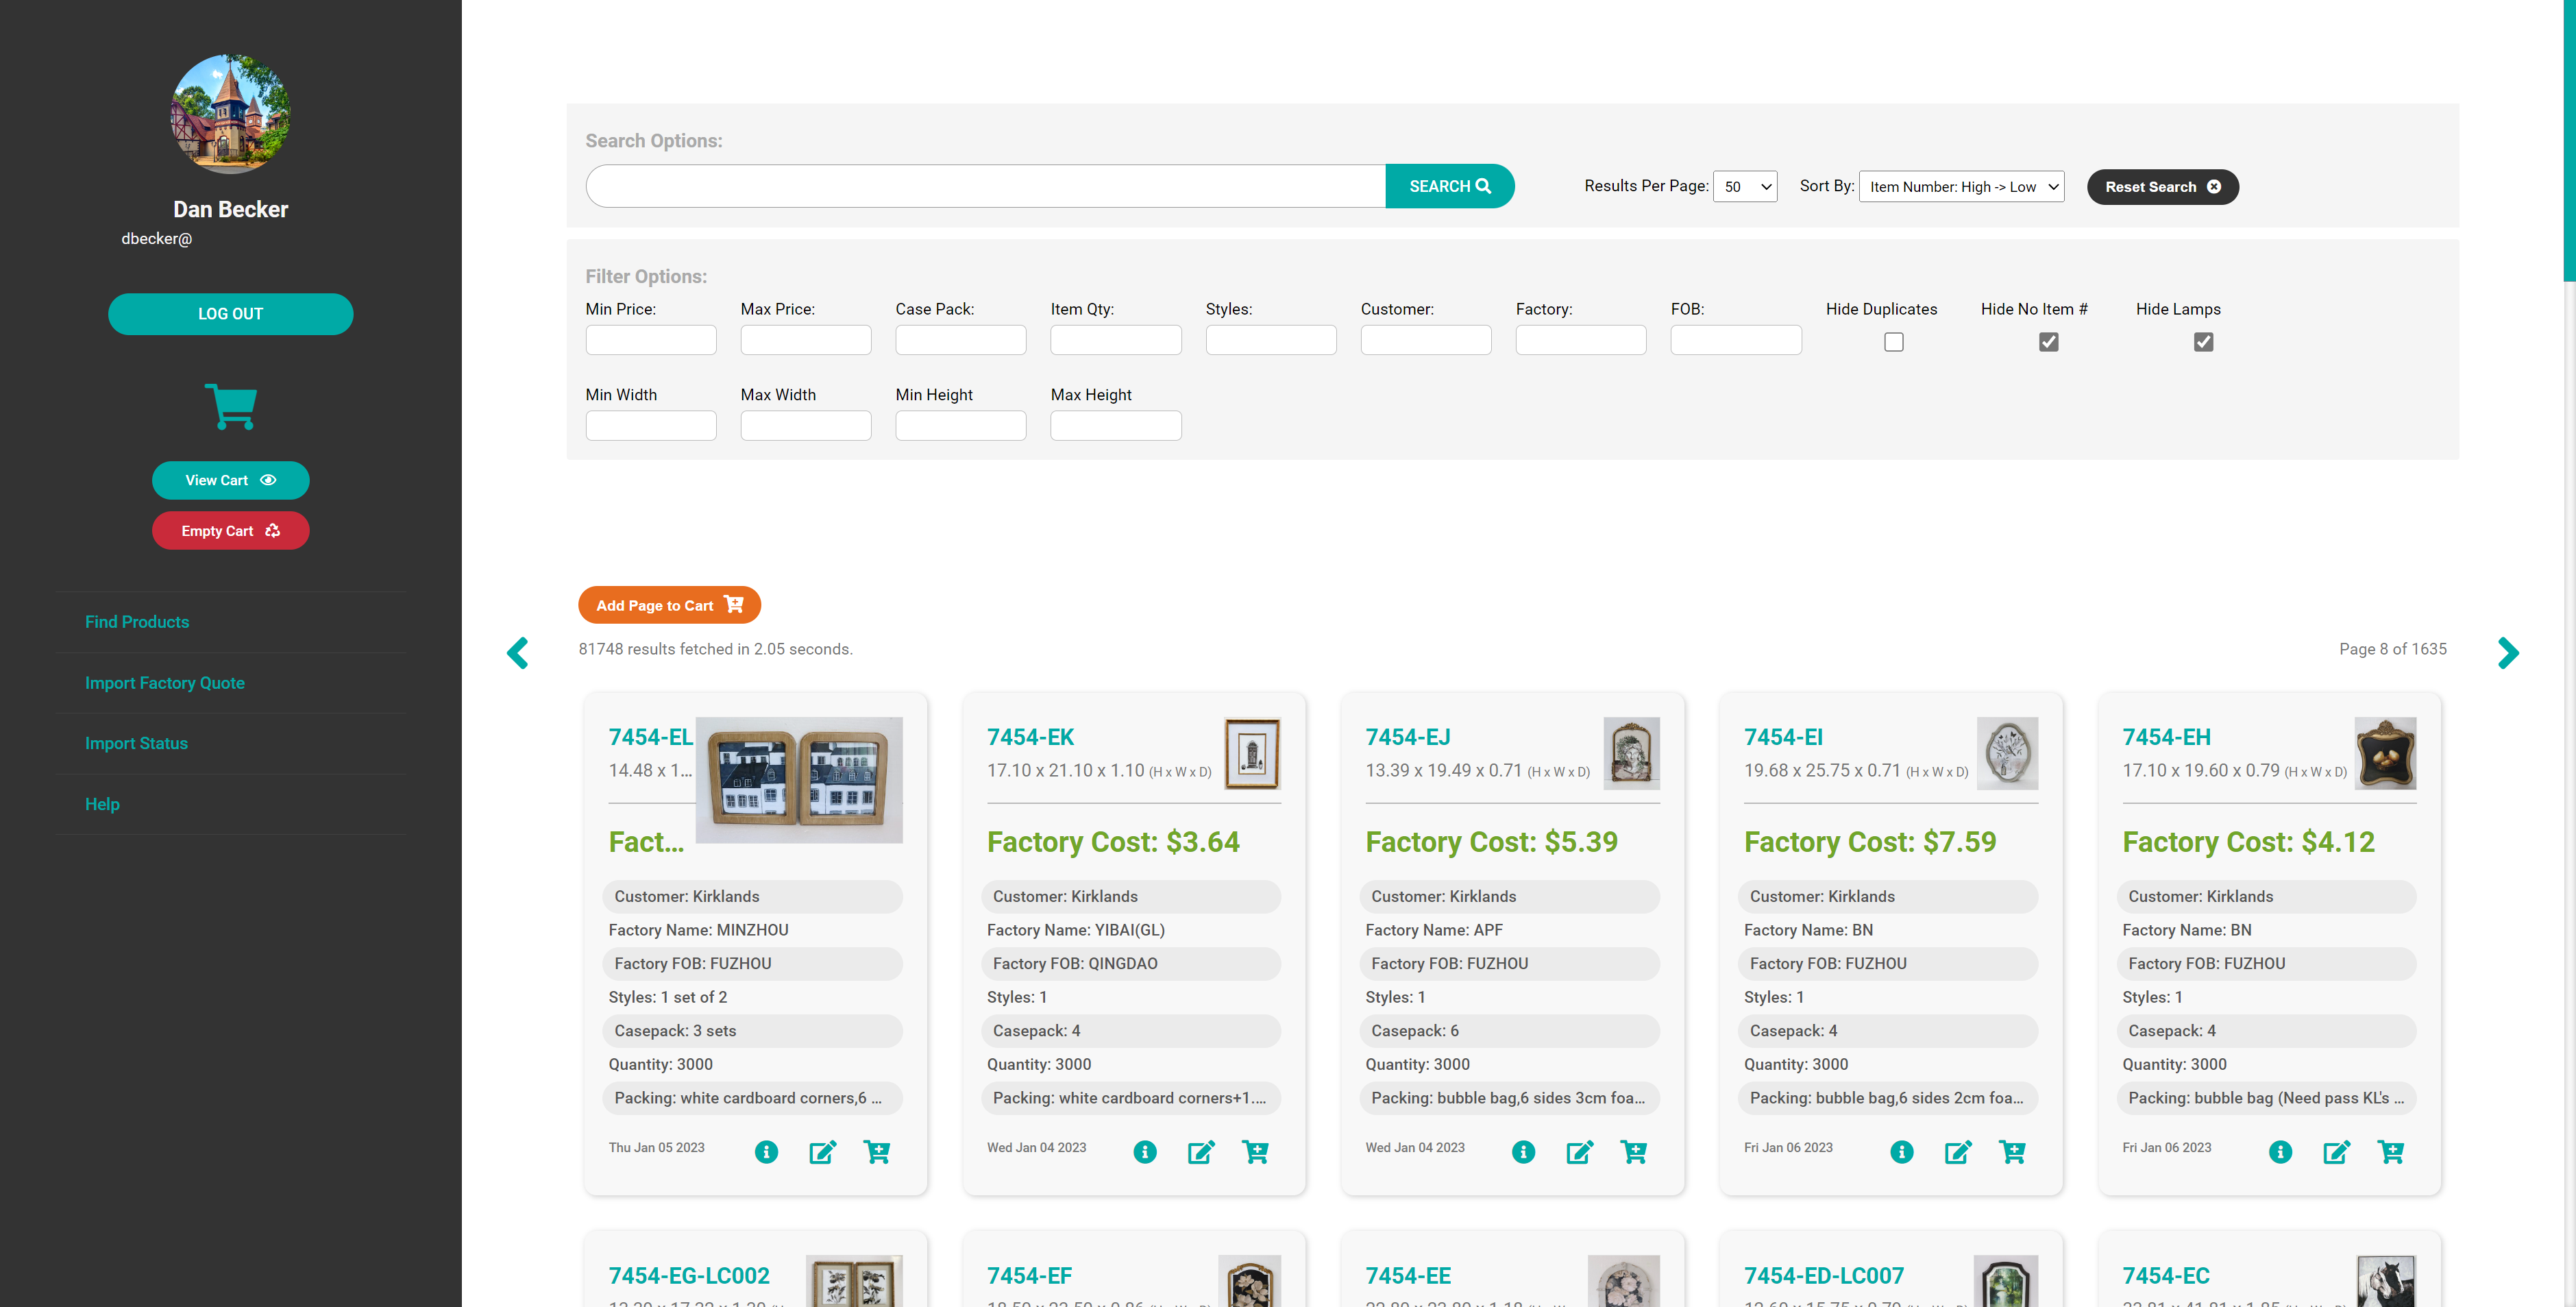 Dan Becker
dbecker@
LOG OUT
View Cart
Empty Cart
Find Products
Import Factory Quote
Import Status
Help
Search Options:
SEARCH
Results Per Page: 50
Sort By: Item Number: High -> Low
Reset Search
Filter Options:
Min Price: Max Price: Case Pack: Item Qty: Styles: Customer: Factory: FOB: Hide Duplicates Hide No Item # Hide Lamps
Min Width Max Width Min Height Max Height
Add Page to Cart
81748 results fetched in 2.05 seconds.
Page 8 of 1635
7454-EL
14.48 x 1...
Fact...
Customer: Kirklands
Factory Name: MINZHOU
Factory FOB: FUZHOU
Styles: 1 set of 2
Casepack: 3 sets
Quantity: 3000
Packing: white cardboard corners,6 ...
Thu Jan 05 2023
7454-EK
17.10 x 21.10 x 1.10 (H x W x D)
Factory Cost: $3.64
Customer: Kirklands
Factory Name: YIBAI(GL)
Factory FOB: QINGDAO
Styles: 1
Casepack: 4
Quantity: 3000
Packing: white cardboard corners+1....
Wed Jan 04 2023
7454-EJ
13.39 x 19.49 x 0.71 (H x W x D)
Factory Cost: $5.39
Customer: Kirklands
Factory Name: APF
Factory FOB: FUZHOU
Styles: 1
Casepack: 6
Quantity: 3000
Packing: bubble bag,6 sides 3cm foa...
Wed Jan 04 2023
7454-EI
19.68 x 25.75 x 0.71 (H x W x D)
Factory Cost: $7.59
Customer: Kirklands
Factory Name: BN
Factory FOB: FUZHOU
Styles: 1
Casepack: 4
Quantity: 3000
Packing: bubble bag,6 sides 2cm foa...
Fri Jan 06 2023
7454-EH
17.10 x 19.60 x 0.79 (H x W x D)
Factory Cost: $4.12
Customer: Kirklands
Factory Name: BN
Factory FOB: FUZHOU
Styles: 1
Casepack: 4
Quantity: 3000
Packing: bubble bag (Need pass KL's ...
Fri Jan 06 2023
7454-EG-LC002
7454-EF
7454-EE
7454-ED-LC007
7454-EC